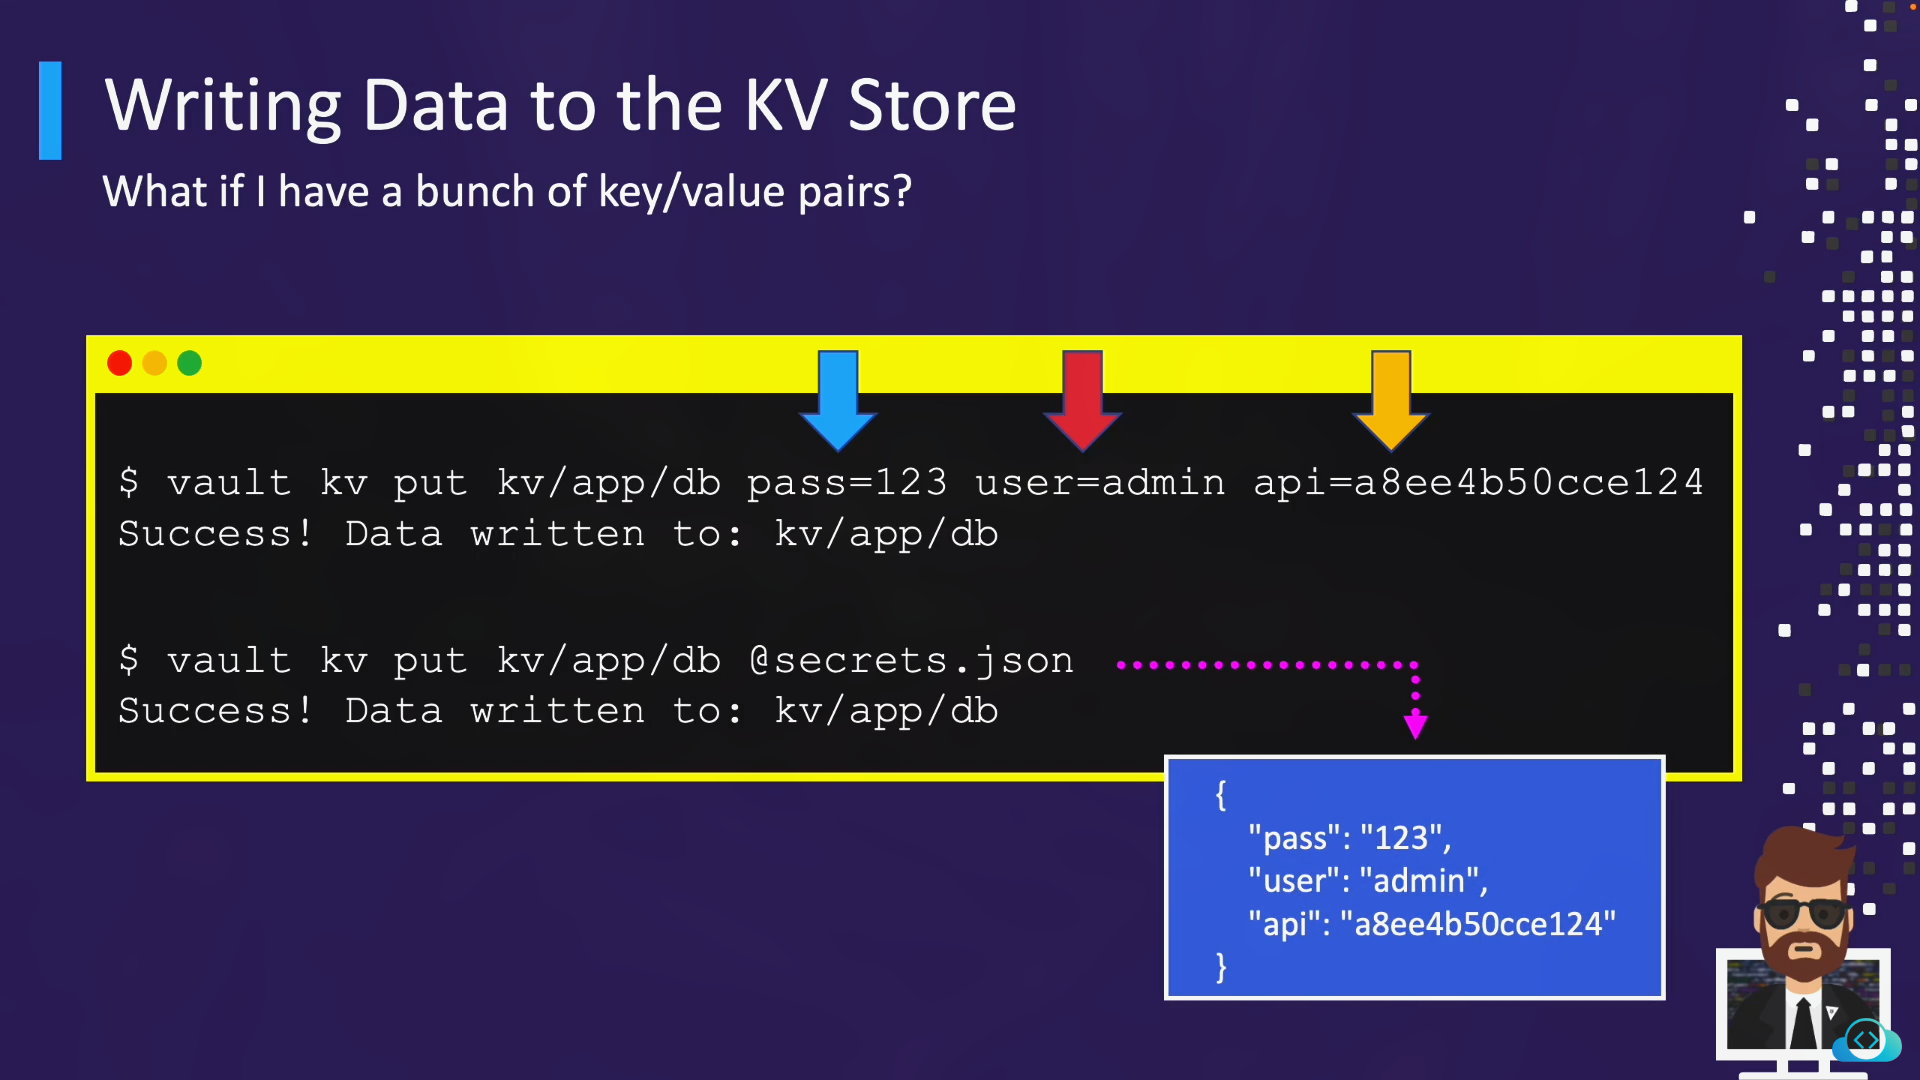 Writing Data to the KV Store
What if I have a bunch of key/value pairs?
$ vault kv put kv/app/db pass=123 user=admin api=a8ee4b50cce124
Success! Data written to: kv/app/db
$ vault kv put kv/app/db @secrets.json
Success! Data written to: kv/app/db
{
"pass": "123",
"user": "admin",
"api": "a8ee4b50cce124"
}